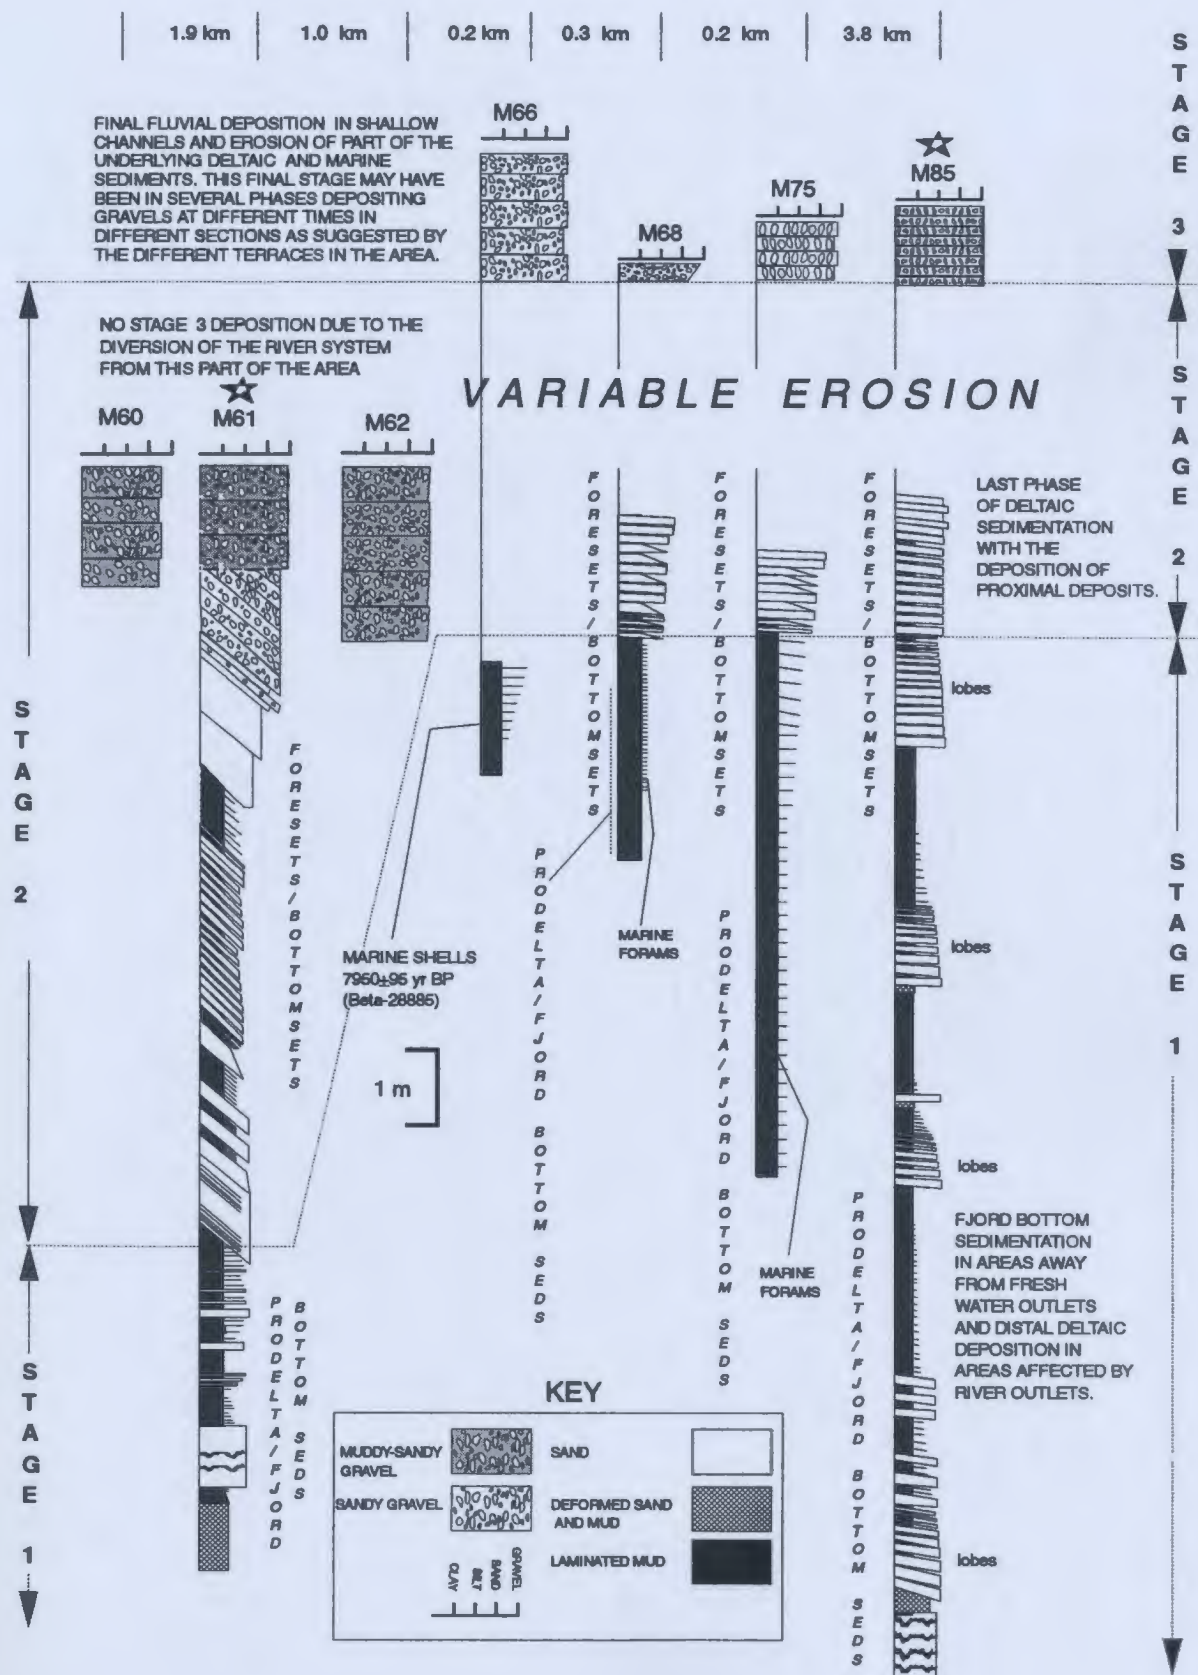 1.9 km
1.0 km
0.2 km
0.3 km
0.2 km
3.8 km
STAGE 3
FINAL FLUVIAL DEPOSITION IN SHALLOW
CHANNELS AND EROSION OF PART OF THE
UNDERLYING DELTAIC AND MARINE
SEDIMENTS. THIS FINAL STAGE MAY HAVE
BEEN IN SEVERAL PHASES DEPOSITING
GRAVELS AT DIFFERENT TIMES IN
DIFFERENT SECTIONS AS SUGGESTED BY
THE DIFFERENT TERRACES IN THE AREA.
M66
M68
M75
M85
NO STAGE 3 DEPOSITION DUE TO THE
DIVERSION OF THE RIVER SYSTEM
FROM THIS PART OF THE AREA
VARIABLE EROSION
STAGE 2
M60
M61
M62
FORESETS/BOTTOMSETS
FORESETS/BOTTOMSETS
FORESETS/BOTTOMSETS
LAST PHASE
OF DELTAIC
SEDIMENTATION
WITH THE
DEPOSITION OF
PROXIMAL DEPOSITS.
STAGE 2
FORESETS/BOTTOMSETS
lobes
STAGE 1
MARINE SHELLS
7950±95 yr BP
(Beta-28885)
PRODELTA/FJORD BOTTOM SEDS
MARINE
FORAMS
PRODELTA/FJORD BOTTOM SEDS
lobes
1 m
lobes
MARINE
FORAMS
PRODELTA/FJORD BOTTOM SEDS
FJORD BOTTOM
SEDIMENTATION
IN AREAS AWAY
FROM FRESH
WATER OUTLETS
AND DISTAL DELTAIC
DEPOSITION IN
AREAS AFFECTED BY
RIVER OUTLETS.
STAGE 1
PRODELTA/FJORD
BOTTOM SEDS
lobes
KEY
MUDDY-SANDY
GRAVEL
SAND
SANDY GRAVEL
DEFORMED SAND
AND MUD
LAMINATED MUD
CLAY
SILT
SAND
GRAVEL